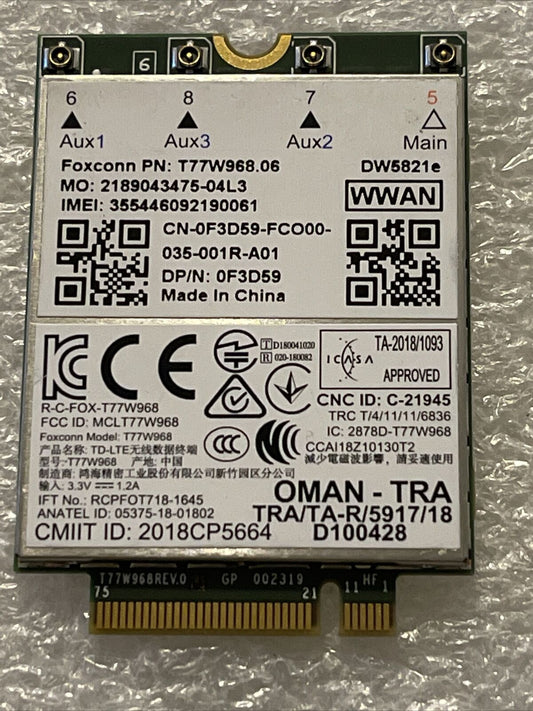 6
6 8 7 5
Aux1 Aux3 Aux2 Main
Foxconn PN: T77W968.06 DW5821e
MO: 2189043475-04L3 WWAN
IMEI: 355446092190061
CN-0F3D59-FCO00-
035-001R-A01
DP/N: 0F3D59
Made In China
T D180041020
R 020-180082
TA-2018/1093
ICASA
APPROVED
R-C-FOX-T77W968
FCC ID: MCLT77W968
Foxconn Model: T77W968
CNC ID: C-21945
TRC T/4/11/11/6836
IC: 2878D-T77W968
CCAI18Z10130T2
減少電磁波影響，請妥適使用
产品名称: TD-LTE无线数据终端
型号:T77W968 产地: 中国
制造商: 鸿海精密工业股份有限公司新竹园区分公司
输入: 3.3V 1.2A
IFT No.: RCPFOT718-1645
ANATEL ID: 05375-18-01802
CMIIT ID: 2018CP5664
OMAN - TRA
TRA/TA-R/5917/18
D100428
T77W968REV.0 GP 002319 HF
75 21 11 1